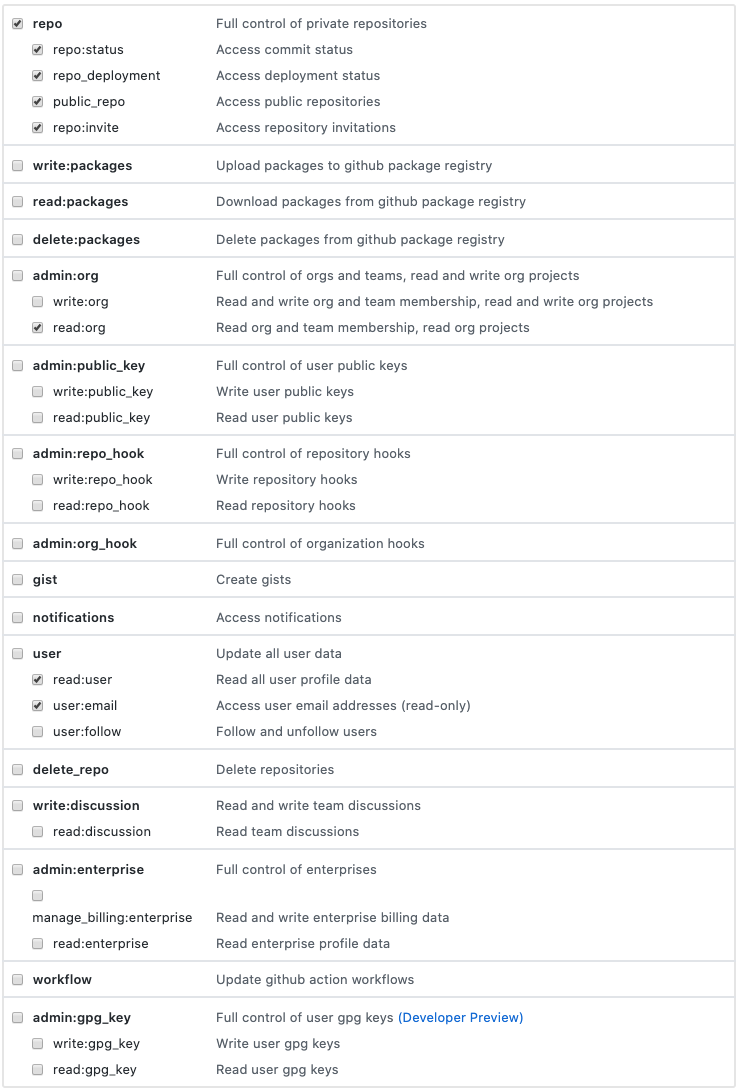 repo Full control of private repositories
repo:status Access commit status
repo_deployment Access deployment status
public_repo Access public repositories
repo:invite Access repository invitations
write:packages Upload packages to github package registry
read:packages Download packages from github package registry
delete:packages Delete packages from github package registry
admin:org Full control of orgs and teams, read and write org projects
write:org Read and write org and team membership, read and write org projects
read:org Read org and team membership, read org projects
admin:public_key Full control of user public keys
write:public_key Write user public keys
read:public_key Read user public keys
admin:repo_hook Full control of repository hooks
write:repo_hook Write repository hooks
read:repo_hook Read repository hooks
admin:org_hook Full control of organization hooks
gist Create gists
notifications Access notifications
user Update all user data
read:user Read all user profile data
user:email Access user email addresses (read-only)
user:follow Follow and unfollow users
delete_repo Delete repositories
write:discussion Read and write team discussions
read:discussion Read team discussions
admin:enterprise Full control of enterprises
manage_billing:enterprise Read and write enterprise billing data
read:enterprise Read enterprise profile data
workflow Update github action workflows
admin:gpg_key Full control of user gpg keys (Developer Preview)
write:gpg_key Write user gpg keys
read:gpg_key Read user gpg keys